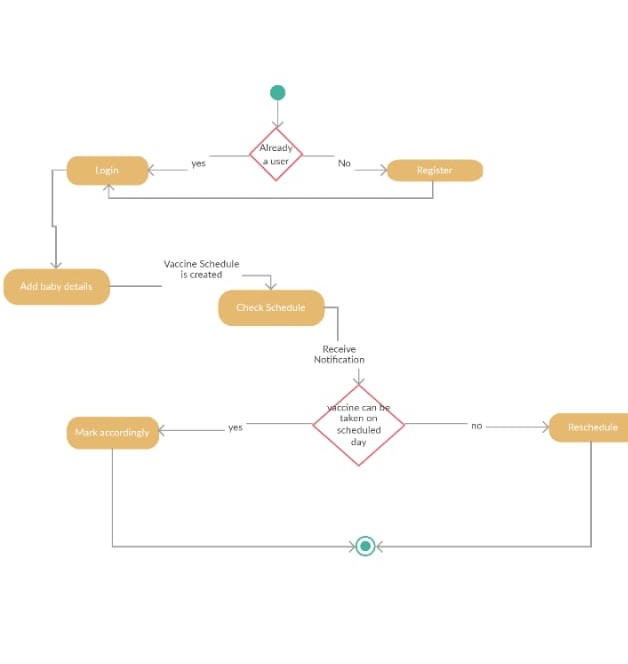 Already
a user
yes
No
Login
Register
Vaccine Schedule
is created
Add baby details
Check Schedule
Receive
Notification
vaccine can be
taken on
scheduled
day
yes
no
Mark accordingly
Reschedule